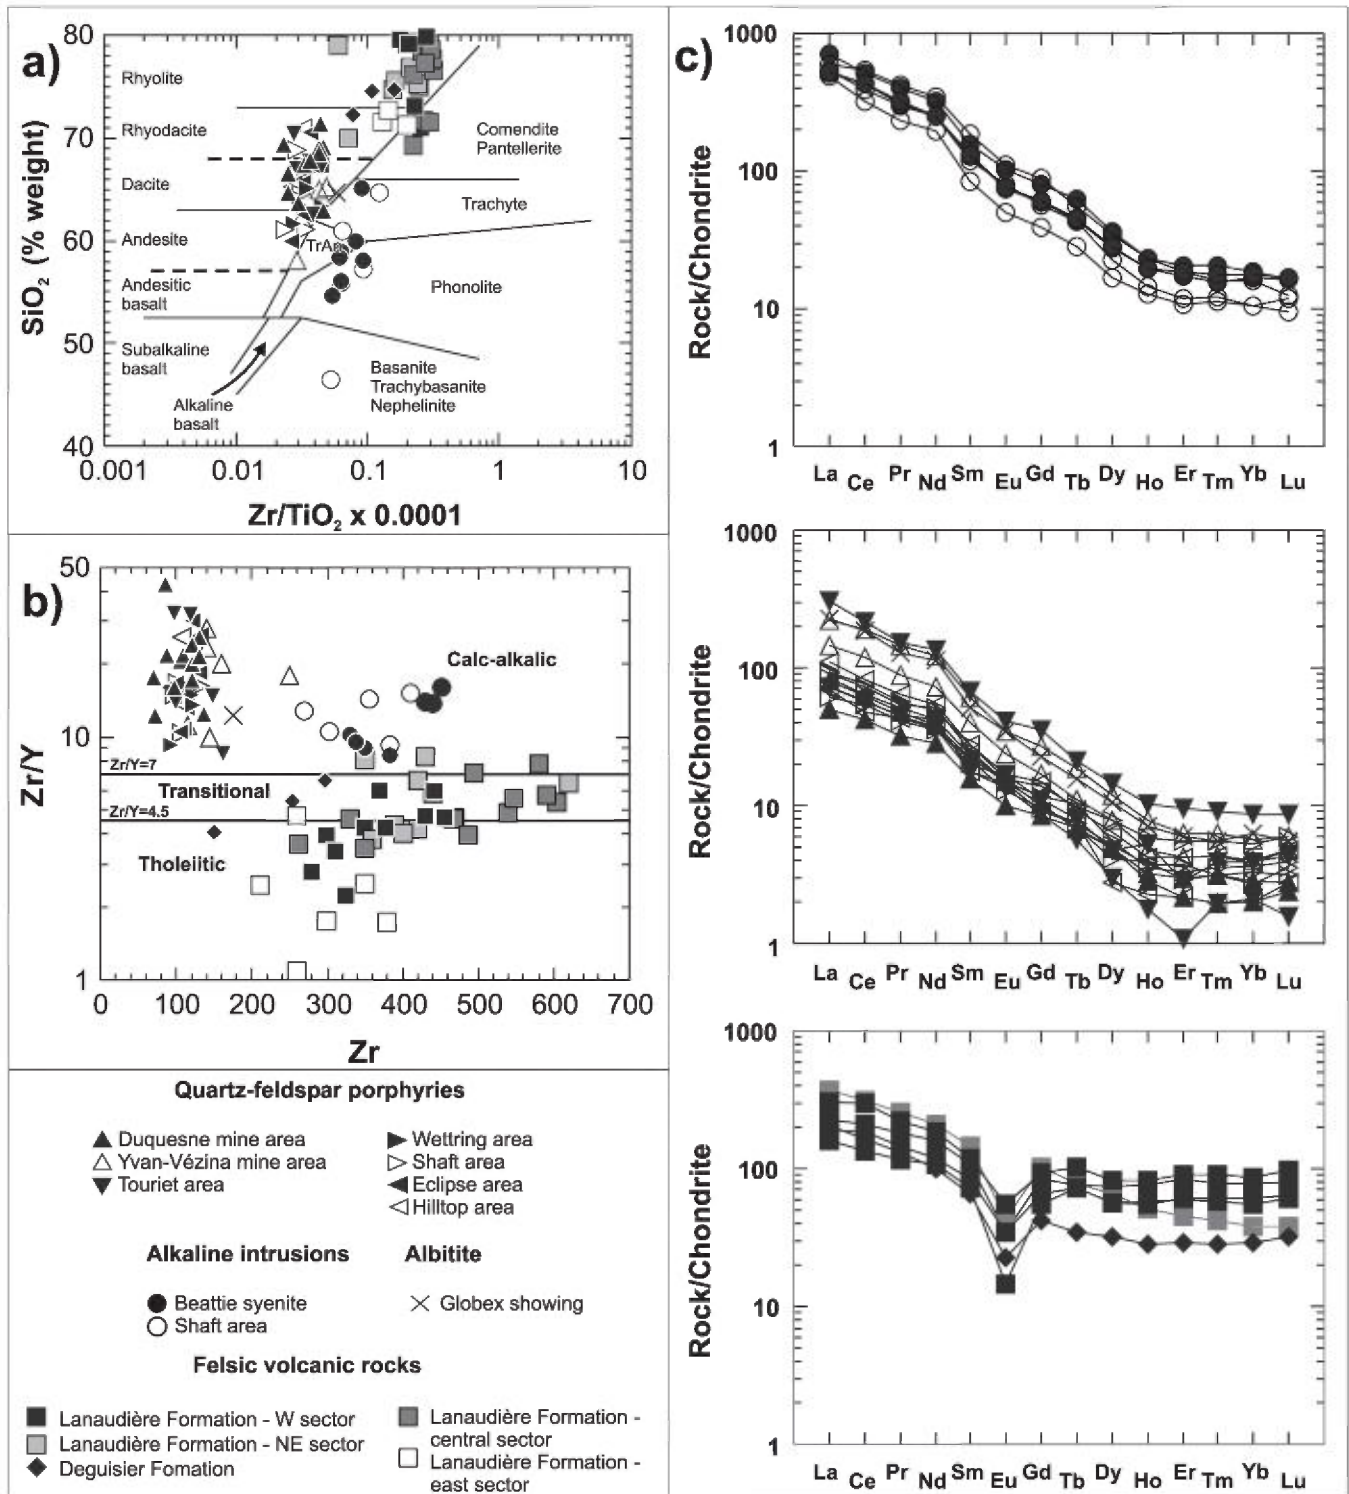 a)
80
70
60
50
40
SiO2 (% weight)
Rhyolite
Rhyodacite
Dacite
Andesite
Andesitic
basalt
Subalkaline
basalt
Alkaline
basalt
Comendite
Pantellerite
Trachyte
TrAn
Phonolite
Basanite
Trachybasanite
Nephelinite
0.001 0.01 0.1 1 10
Zr/TiO2 x 0.0001
b)
50
10
1
Zr/Y
Calc-alkalic
Zr/Y=7
Transitional
Zr/Y=4.5
Tholeiitic
0 100 200 300 400 500 600 700
Zr
Quartz-feldspar porphyries
Duquesne mine area
Yvan-Vézina mine area
Touriet area
Wettring area
Shaft area
Eclipse area
Hilltop area
Alkaline intrusions
Beattie syenite
Shaft area
Albitite
Globex showing
Felsic volcanic rocks
Lanaudière Formation - W sector
Lanaudière Formation - NE sector
Deguisier Fomation
Lanaudière Formation -
central sector
Lanaudière Formation -
east sector
c)
1000
100
10
1
Rock/Chondrite
La Ce Pr Nd Sm Eu Gd Tb Dy Ho Er Tm Yb Lu
1000
100
10
1
Rock/Chondrite
La Ce Pr Nd Sm Eu Gd Tb Dy Ho Er Tm Yb Lu
1000
100
10
1
Rock/Chondrite
La Ce Pr Nd Sm Eu Gd Tb Dy Ho Er Tm Yb Lu